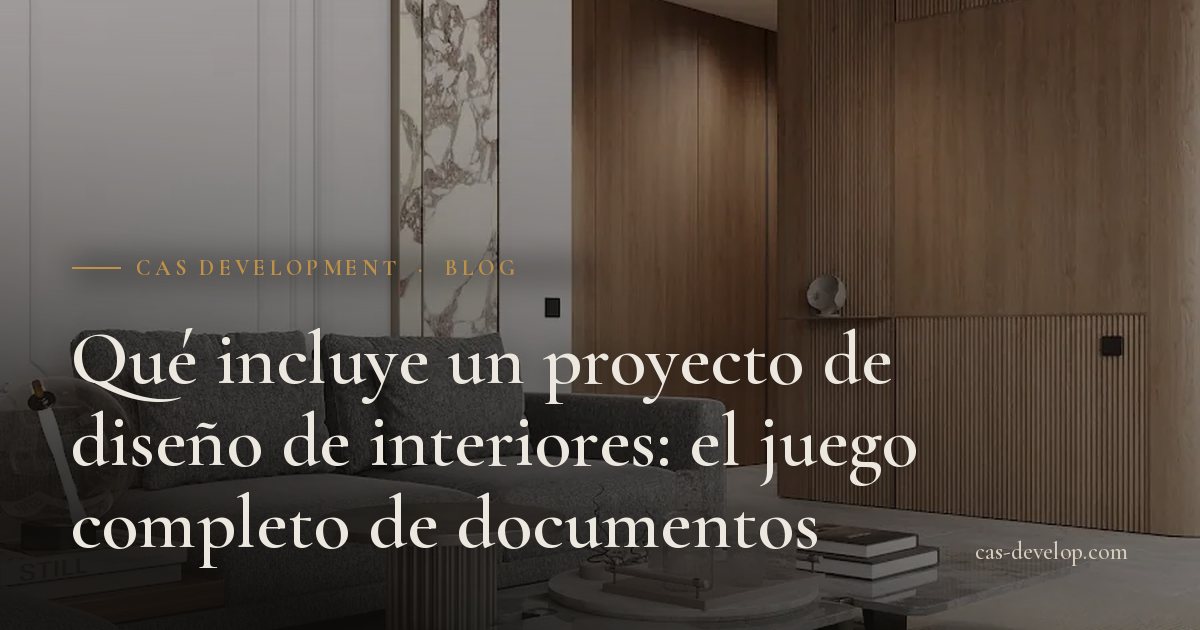 CAS DEVELOPMENT · BLOG
Qué incluye un proyecto de
diseño de interiores: el juego
completo de documentos
cas-develop.com
STILL